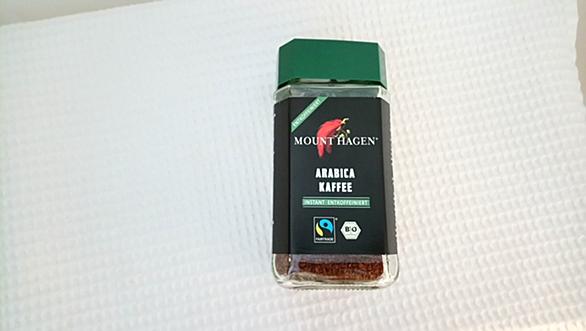 ENTKOFFEINIERT
MOUNT HAGEN®
ARABICA
KAFFEE
INSTANT ENTKOFFEINIERT
FAIRTRADE
BIO